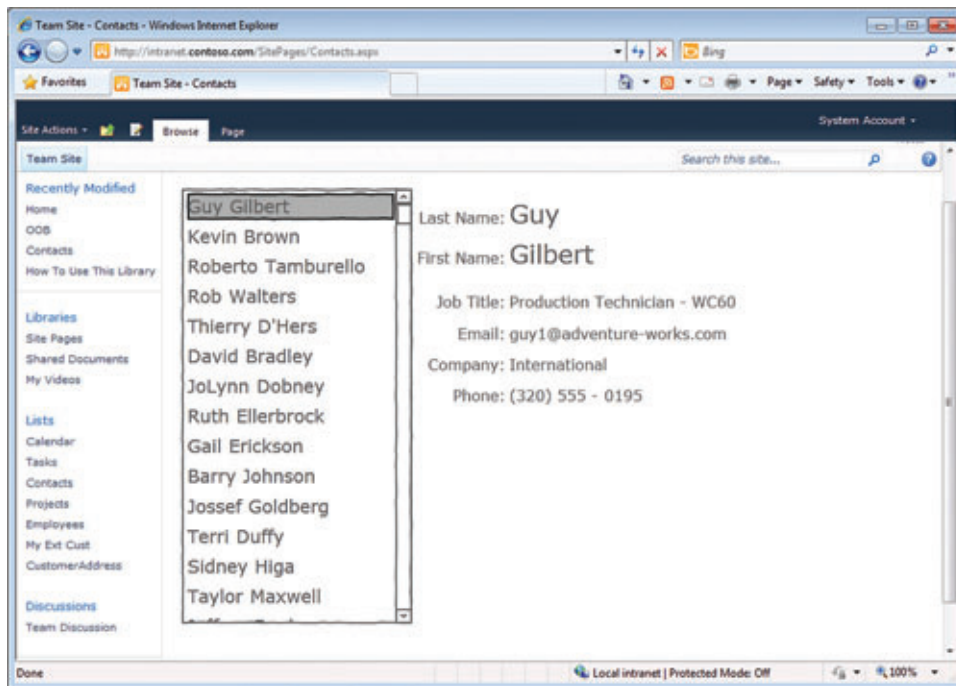 Team Site - Contacts - Windows Internet Explorer
http://intranet.contoso.com/SitePages/Contacts.aspx
Bing
Favorites
Team Site - Contacts
Page
Safety
Tools
Site Actions
Browse
Page
System Account
Team Site
Search this site...
Recently Modified
Home
OOB
Contacts
How To Use This Library
Libraries
Site Pages
Shared Documents
My Videos
Lists
Calendar
Tasks
Contacts
Projects
Employees
My Ext Cust
CustomerAddress
Discussions
Team Discussion
Guy Gilbert
Kevin Brown
Roberto Tamburello
Rob Walters
Thierry D'Hers
David Bradley
JoLynn Dobney
Ruth Ellerbrock
Gail Erickson
Barry Johnson
Jossef Goldberg
Terri Duffy
Sidney Higa
Taylor Maxwell
Last Name: Guy
First Name: Gilbert
Job Title: Production Technician - WC60
Email: guy1@adventure-works.com
Company: International
Phone: (320) 555 - 0195
Done
Local intranet | Protected Mode: Off
100%